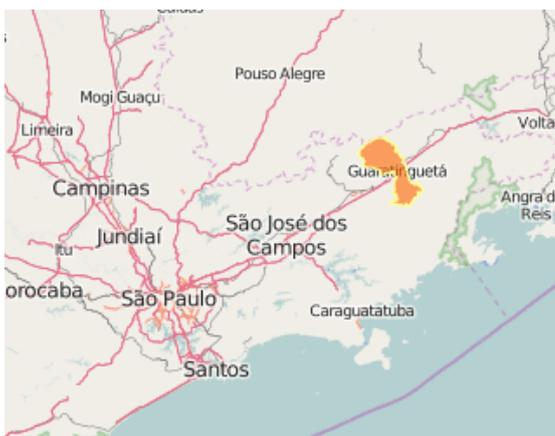 Caldas
Pouso Alegre
Mogi Guaçu
Limeira
Volta
Guaratinguetá
Campinas
Angra d
Reis
São José dos
Campos
Jundiaí
Itu
orocaba
São Paulo
Caraguatatuba
Santos